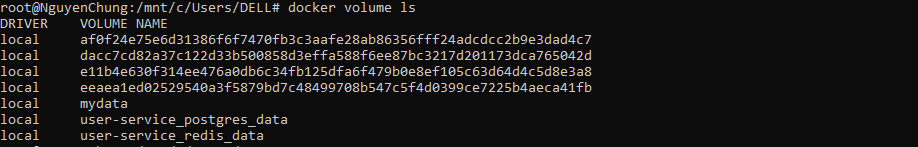 root@NguyenChung:/mnt/c/Users/DELL# docker volume ls
DRIVER    VOLUME NAME
local     af0f24e75e6d31386f6f7470fb3c3aafe28ab86356fff24adcdcc2b9e3dad4c7
local     dacc7cd82a37c122d33b500858d3effa588f6ee87bc3217d201173dca765042d
local     e11b4e630f314ee476a0db6c34fb125dfa6f479b0e8ef105c63d64d4c5d8e3a8
local     eeaea1ed02529540a3f5879bd7c48499708b547c5f4d0399ce7225b4aeca41fb
local     mydata
local     user-service_postgres_data
local     user-service_redis_data